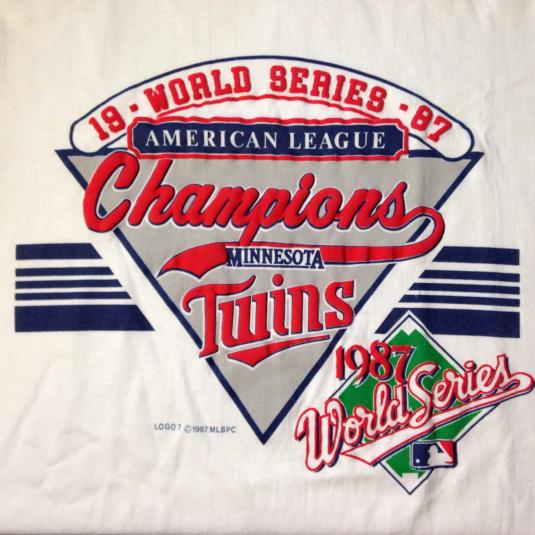 19 - WORLD SERIES - 87
AMERICAN LEAGUE
Champions
MINNESOTA
Twins
1987
World Series
LOGO 7 ©1987 MLBPC